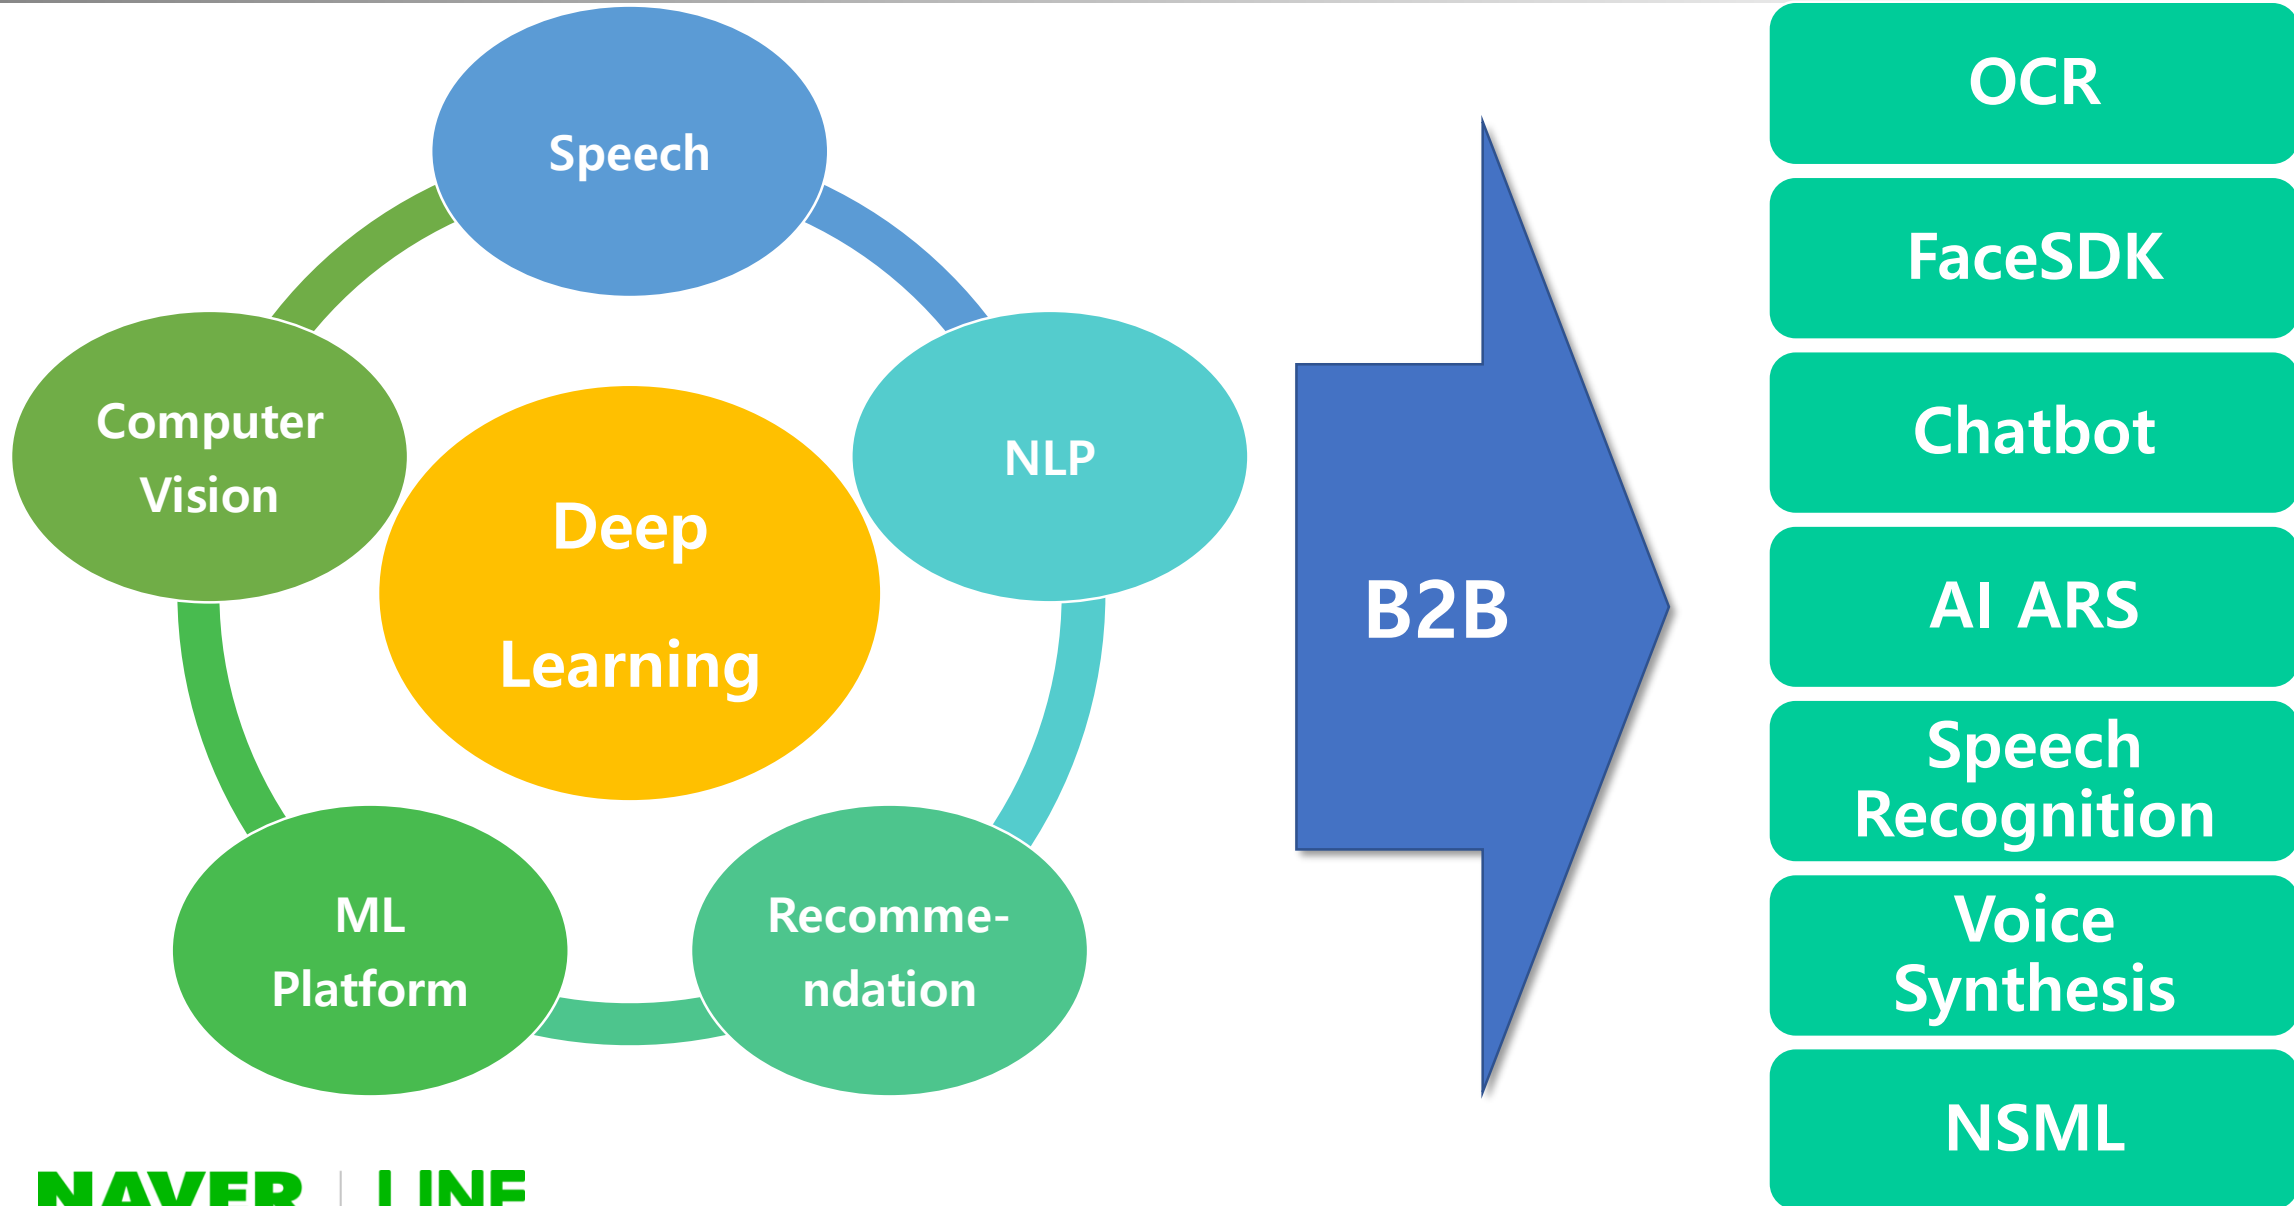 Speech
Computer
Vision
NLP
Deep
Learning
ML
Platform
Recomme-
ndation
B2B
OCR
FaceSDK
Chatbot
AI ARS
Speech
Recognition
Voice
Synthesis
NSML
NAVER
LINE